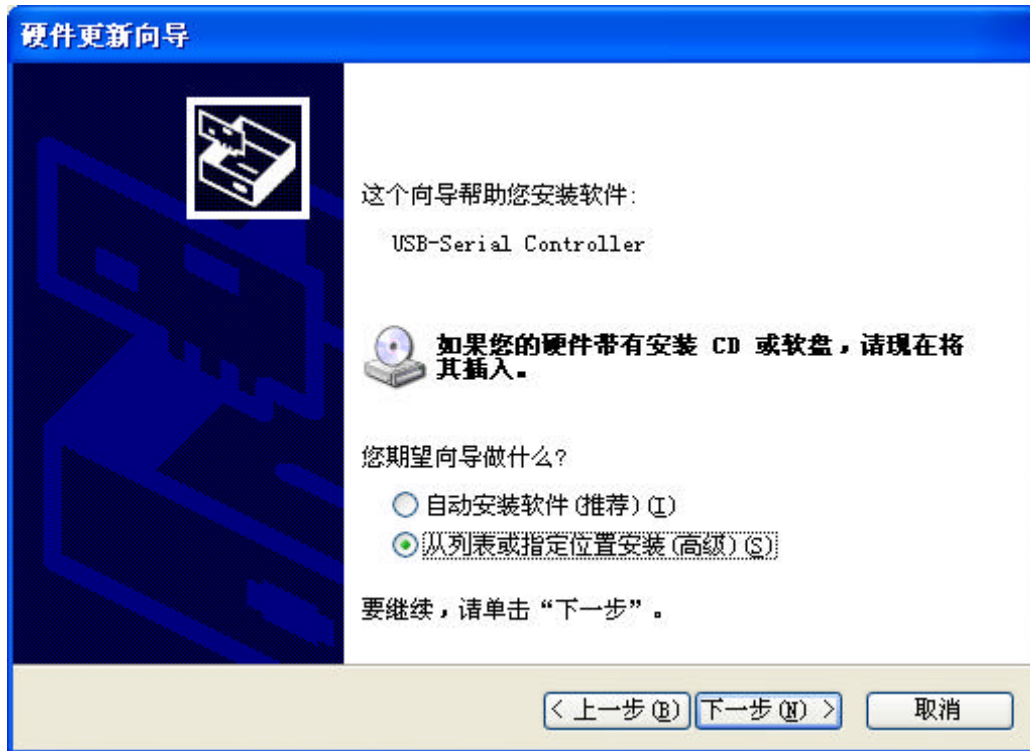 硬件更新向导
这个向导帮助您安装软件:
USB-Serial Controller
如果您的硬件带有安装 CD 或软盘，请现在将
其插入。
您期望向导做什么?
自动安装软件(推荐)(I)
从列表或指定位置安装(高级)(S)
要继续，请单击“下一步”。
< 上一步(B) 下一步(N) > 取消